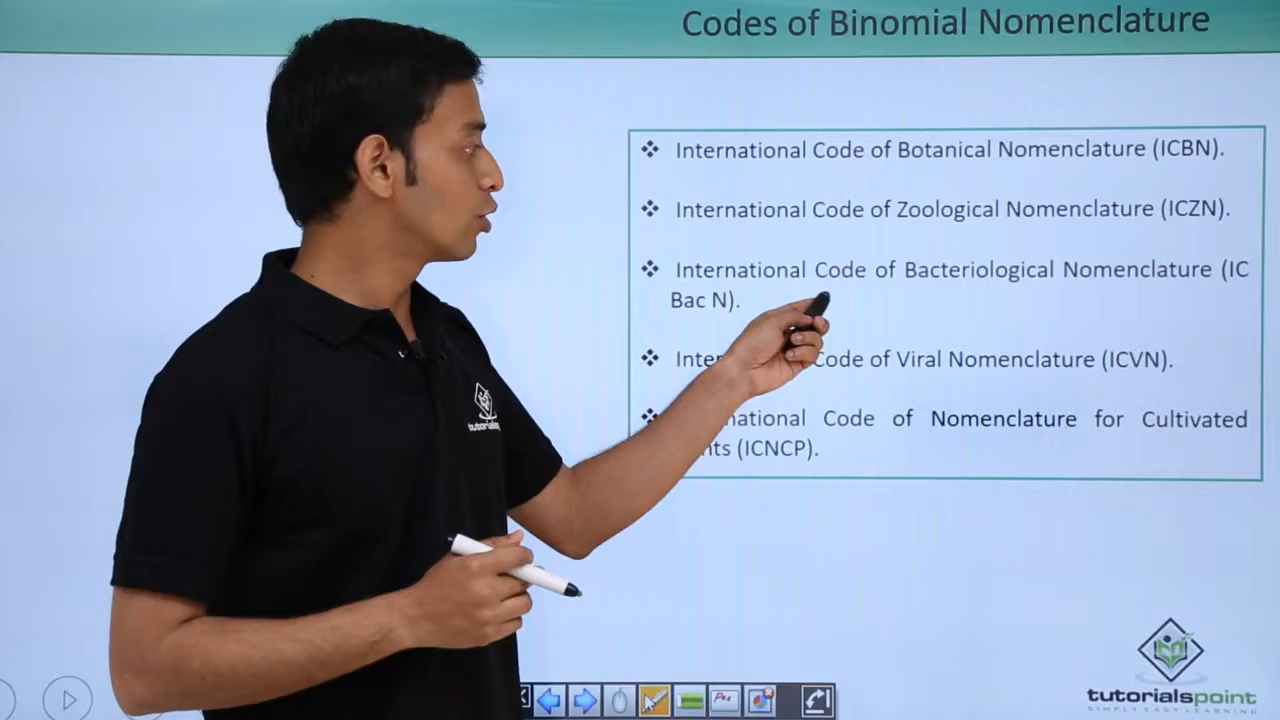 Codes of Binomial Nomenclature
❖ International Code of Botanical Nomenclature (ICBN).
❖ International Code of Zoological Nomenclature (ICZN).
❖ International Code of Bacteriological Nomenclature (IC
Bac N).
❖ Code of Viral Nomenclature (ICVN).
❖ Code of Nomenclature for Cultivated
(ICNCP).
tutorialspoint
tutorialspoint
SIMPLY EASY LEARNING